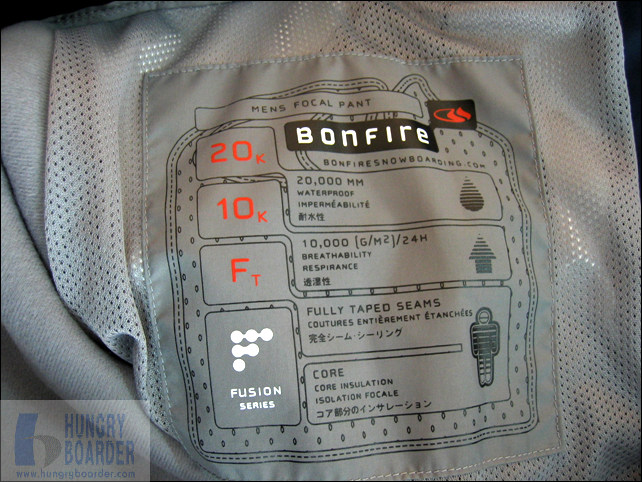 MENS FOCAL PANT
BonFire
BONFIRESNOWBOARDING.COM
20K
20,000 MM
WATERPROOF
IMPERMÉABILITÉ
耐水性
10K
10,000 [G/M2]/24H
BREATHABILITY
RESPIRANCE
透湿性
FT
FULLY TAPED SEAMS
COUTURES ENTIÈREMENT ÉTANCHÉES
完全シーム・シーリング
FUSION
SERIES
CORE
CORE INSULATION
ISOLATION FOCALE
コア部分のインサレーション
HUNGRY
BOARDER
www.hungryboarder.com